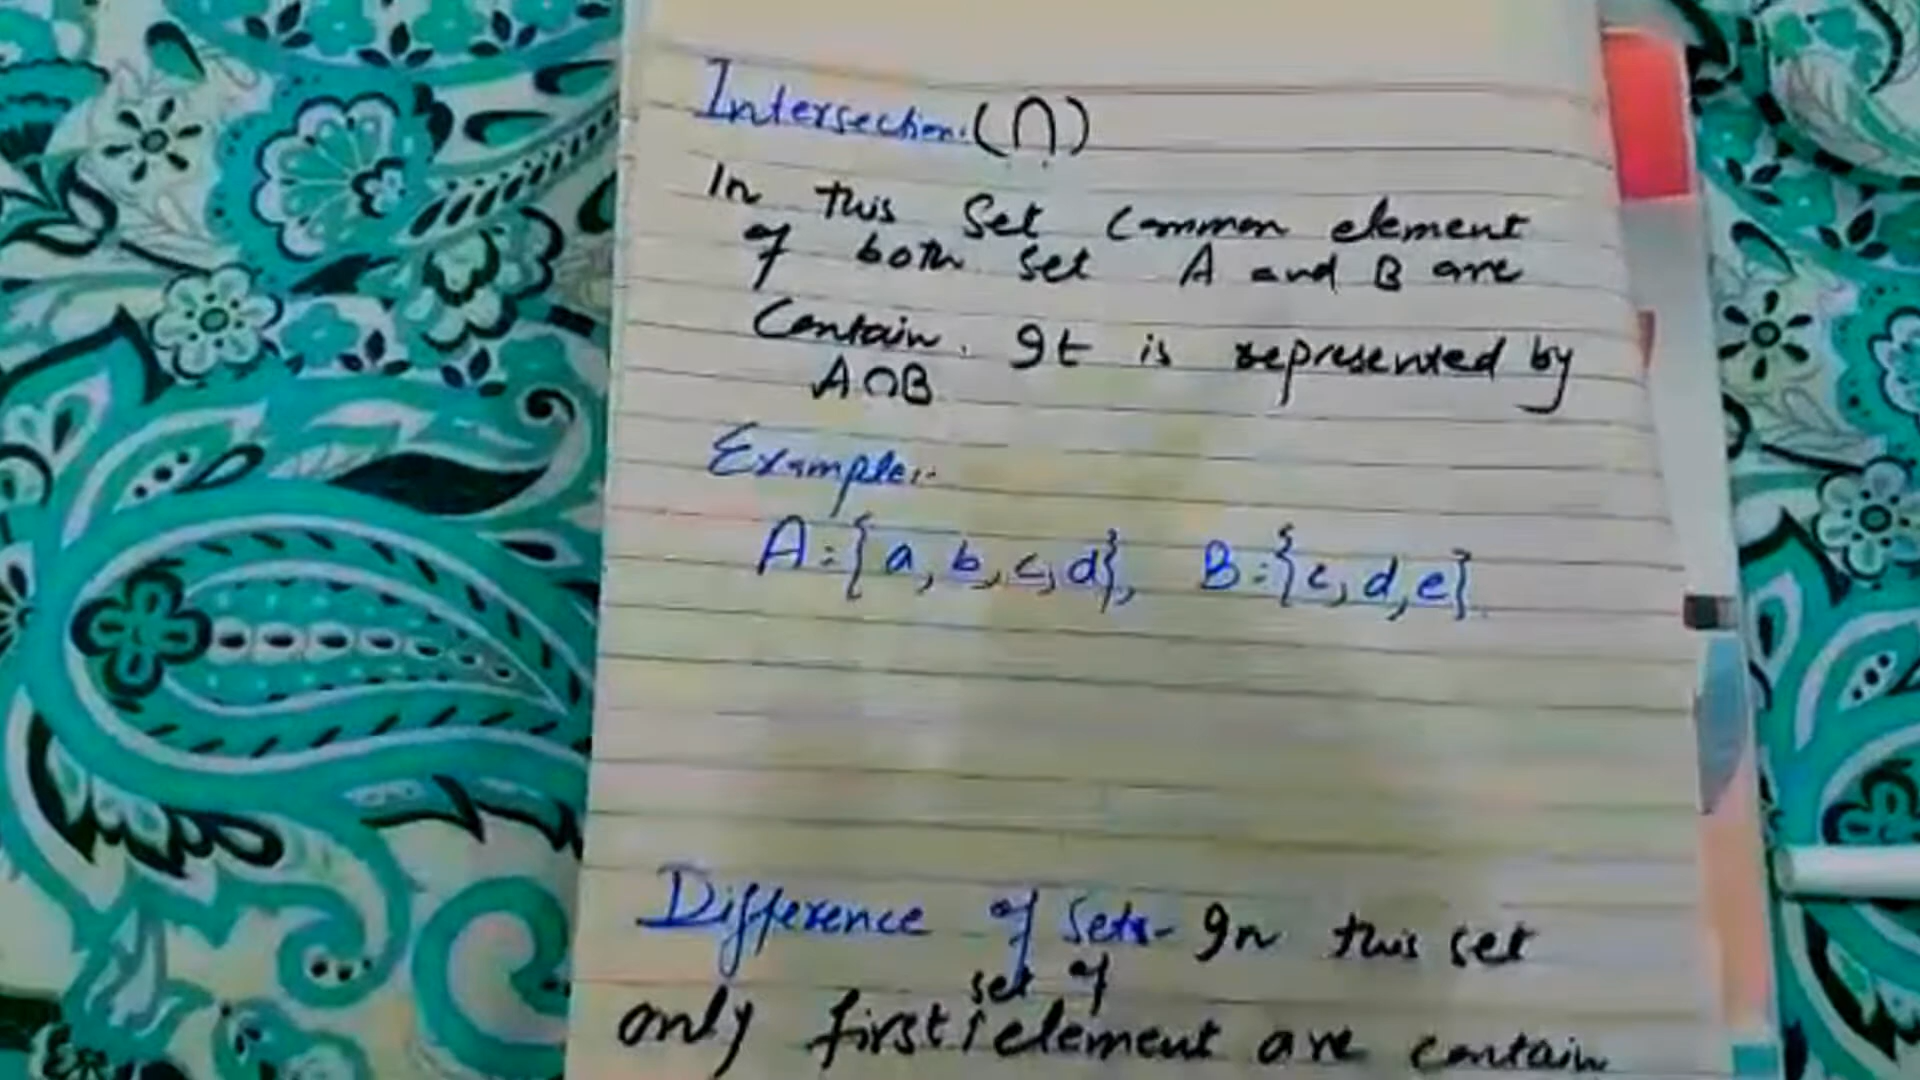 Intersection:(∩)
In this Set Common element
of both set A and B are
Contain. It is represented by
A∩B
Example:-
A={a, b, c, d}, B={c, d, e}
Difference of Sets- In this set
set of
only first element are contain